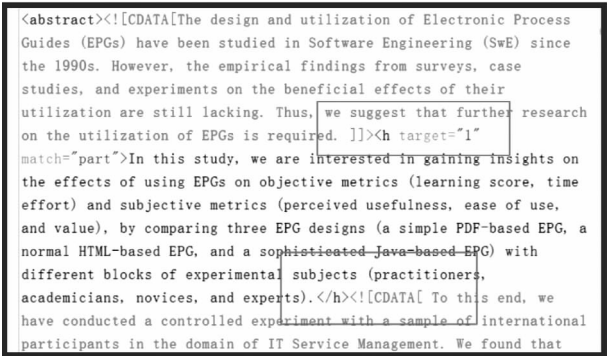 <abstract><![CDATA[The design and utilization of Electronic Process
Guides (EPGs) have been studied in Software Engineering (SwE) since
the 1990s. However, the empirical findings from surveys, case
studies, and experiments on the beneficial effects of their
utilization are still lacking. Thus, we suggest that further research
on the utilization of EPGs is required. ]]><h target="1"
match="part">In this study, we are interested in gaining insights on
the effects of using EPGs on objective metrics (learning score, time
effort) and subjective metrics (perceived usefulness, ease of use,
and value), by comparing three EPG designs (a simple PDF-based EPG, a
normal HTML-based EPG, and a sophisticated Java-based EPG) with
different blocks of experimental subjects (practitioners,
academicians, novices, and experts).</h><![CDATA[ To this end, we
have conducted a controlled experiment with a sample of international
participants in the domain of IT Service Management. We found that